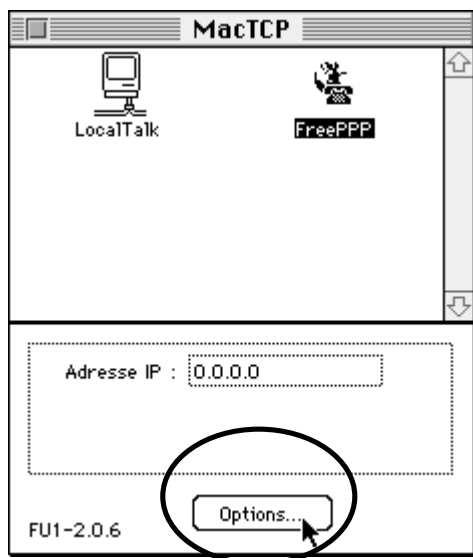 MacTCP
LocalTalk FreePPP
Adresse IP : 0.0.0.0
Options...
FU1-2.0.6